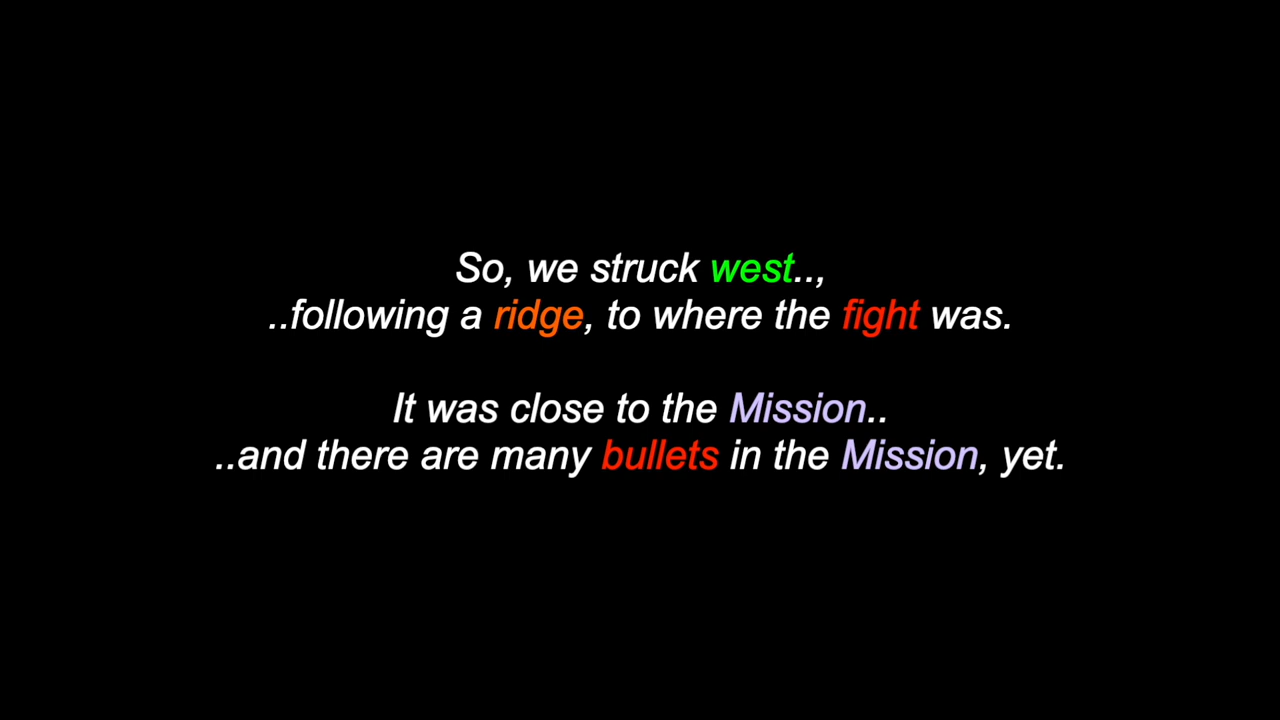 So, we struck west..,
..following a ridge, to where the fight was.
It was close to the Mission..
..and there are many bullets in the Mission, yet.